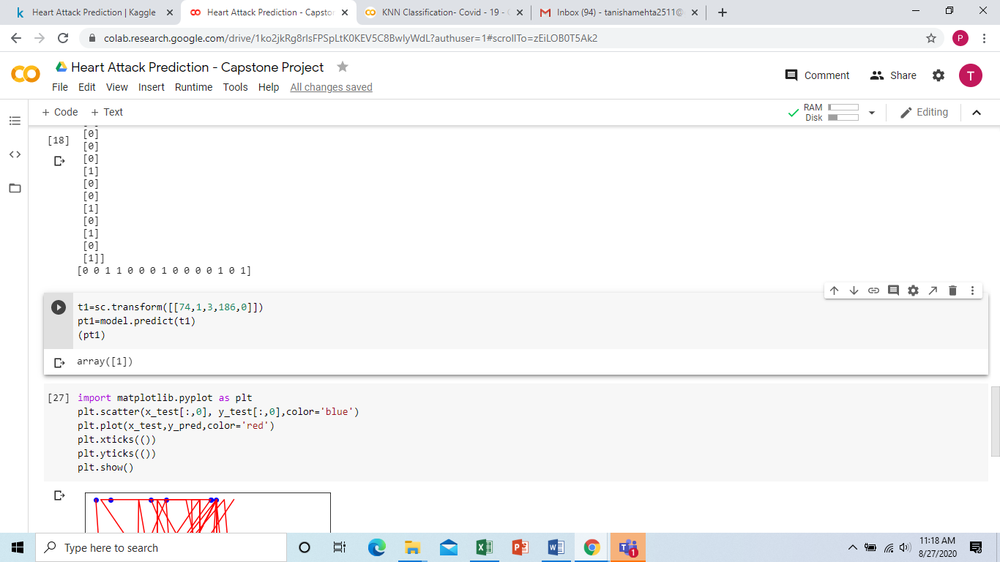 Heart Attack Prediction | Kaggle
Heart Attack Prediction - Capstor
KNN Classification- Covid - 19 -
Inbox (94) - tanishamehta2511@
colab.research.google.com/drive/1ko2jkRg8rlsFPSpLtK0KEV5C8BwlyWdL?authuser=1#scrollTo=zEiLOB0T5Ak2
P
Heart Attack Prediction - Capstone Project
Comment
Share
T
File Edit View Insert Runtime Tools Help All changes saved
+ Code + Text
RAM
Disk
Editing
[18]
[0]
[0]
[0]
[1]
[0]
[0]
[1]
[0]
[1]
[0]
[1]]
[0 0 1 1 0 0 0 1 0 0 0 0 1 0 1]
t1=sc.transform([[74,1,3,186,0]])
pt1=model.predict(t1)
(pt1)
array([1])
[27] import matplotlib.pyplot as plt
plt.scatter(x_test[:,0], y_test[:,0],color='blue')
plt.plot(x_test,y_pred,color='red')
plt.xticks(())
plt.yticks(())
plt.show()
Type here to search
1
11:18 AM
8/27/2020